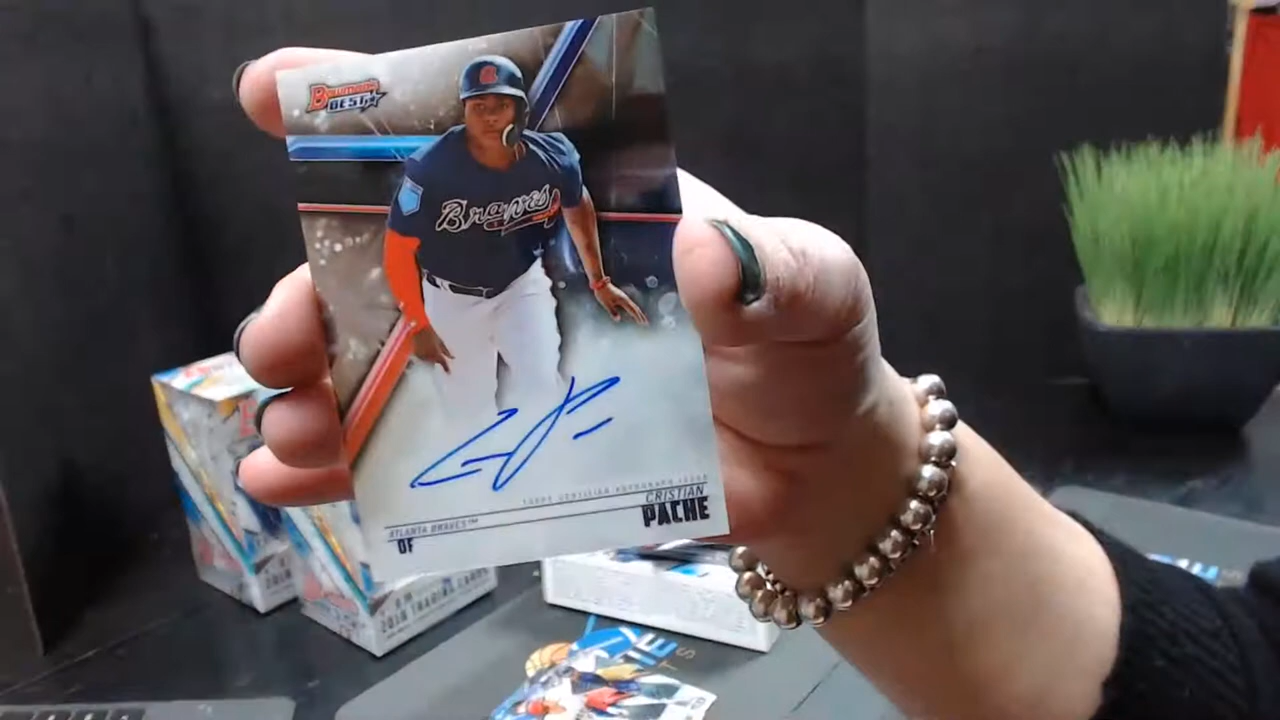 Bowman's
BEST
Braves
TOPPS CERTIFIED AUTOGRAPH ISSUE
CRISTIAN
PACHE
ATLANTA BRAVES™
OF
2018 TRADING CARDS